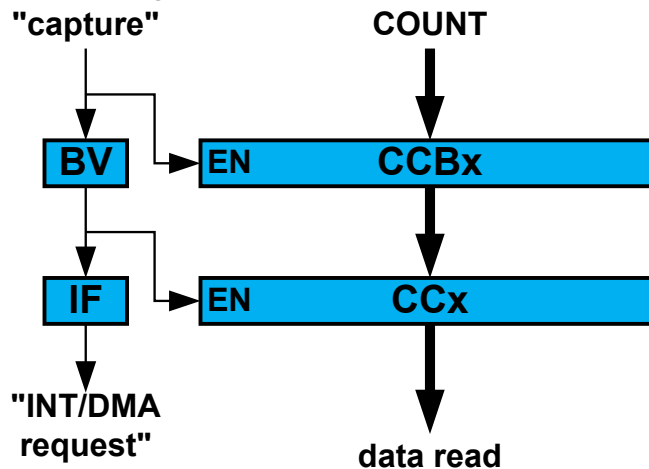 "capture"
COUNT
BV
EN
CCBx
IF
EN
CCx
"INT/DMA
request"
data read